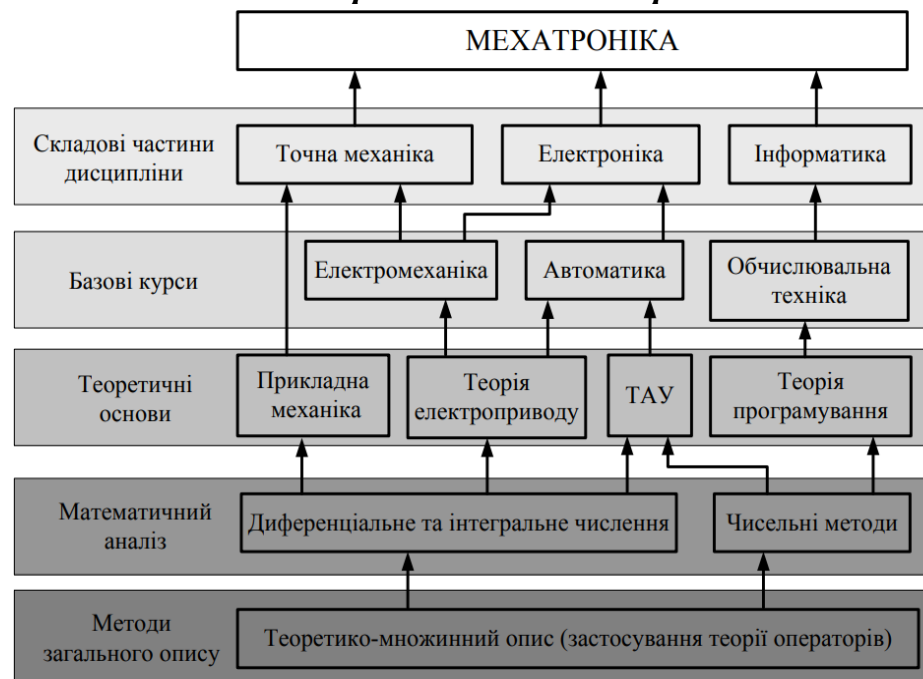 МЕХАТРОНІКА
Складові частини
дисципліни
Точна механіка
Електроніка
Інформатика
Базові курси
Електромеханіка
Автоматика
Обчислювальна
техніка
Теоретичні
основи
Прикладна
механіка
Теорія
електроприводу
ТАУ
Теорія
програмування
Математичний
аналіз
Диференціальне та інтегральне числення
Чисельні методи
Методи
загального опису
Теоретико-множинний опис (застосування теорії операторів)